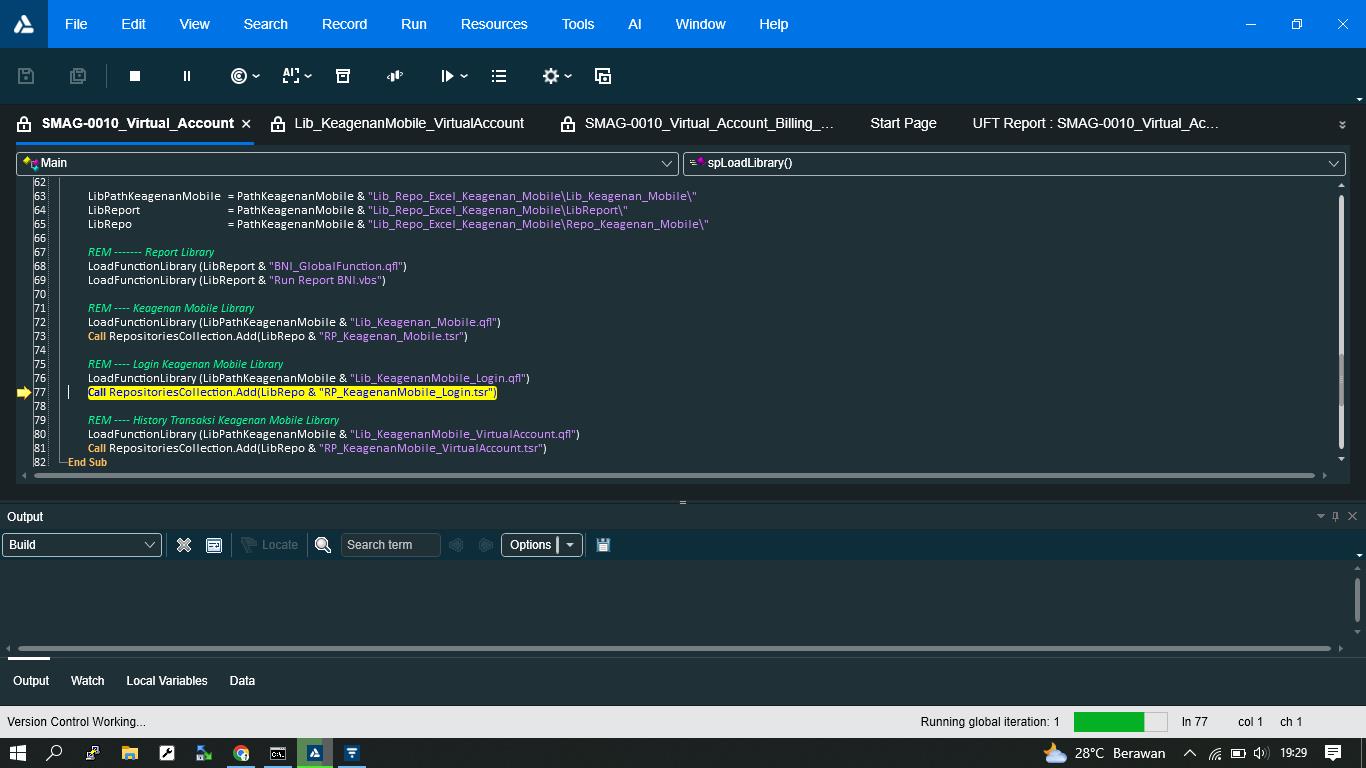 File Edit View Search Record Run Resources Tools AI Window Help
SMAG-0010_Virtual_Account Lib_KeagenanMobile_VirtualAccount SMAG-0010_Virtual_Account_Billing_... Start Page UFT Report : SMAG-0010_Virtual_Ac...
Main spLoadLibrary()
62
63 LibPathKeagenanMobile = PathKeagenanMobile & "Lib_Repo_Excel_Keagenan_Mobile\Lib_Keagenan_Mobile\"
64 LibReport = PathKeagenanMobile & "Lib_Repo_Excel_Keagenan_Mobile\LibReport\"
65 LibRepo = PathKeagenanMobile & "Lib_Repo_Excel_Keagenan_Mobile\Repo_Keagenan_Mobile\"
66
67 REM ------- Report Library
68 LoadFunctionLibrary (LibReport & "BNI_GlobalFunction.qfl")
69 LoadFunctionLibrary (LibReport & "Run Report BNI.vbs")
70
71 REM ---- Keagenan Mobile Library
72 LoadFunctionLibrary (LibPathKeagenanMobile & "Lib_Keagenan_Mobile.qfl")
73 Call RepositoriesCollection.Add(LibRepo & "RP_Keagenan_Mobile.tsr")
74
75 REM ---- Login Keagenan Mobile Library
76 LoadFunctionLibrary (LibPathKeagenanMobile & "Lib_KeagenanMobile_Login.qfl")
77 Call RepositoriesCollection.Add(LibRepo & "RP_KeagenanMobile_Login.tsr")
78
79 REM ---- History Transaksi Keagenan Mobile Library
80 LoadFunctionLibrary (LibPathKeagenanMobile & "Lib_KeagenanMobile_VirtualAccount.qfl")
81 Call RepositoriesCollection.Add(LibRepo & "RP_KeagenanMobile_VirtualAccount.tsr")
82 End Sub
Output
Build Locate Search term Options
Output Watch Local Variables Data
Version Control Working... Running global iteration: 1 ln 77 col 1 ch 1
28°C Berawan 19:29